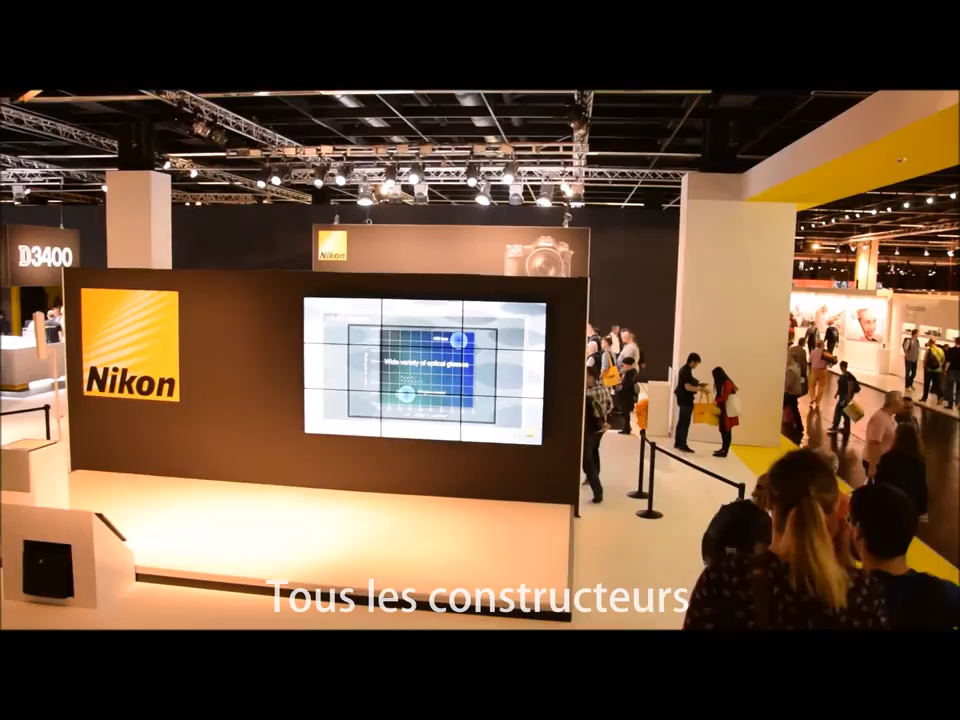 D3400
Nikon
Nikon
Wide variety of optical glasses
Tous les constructeurs